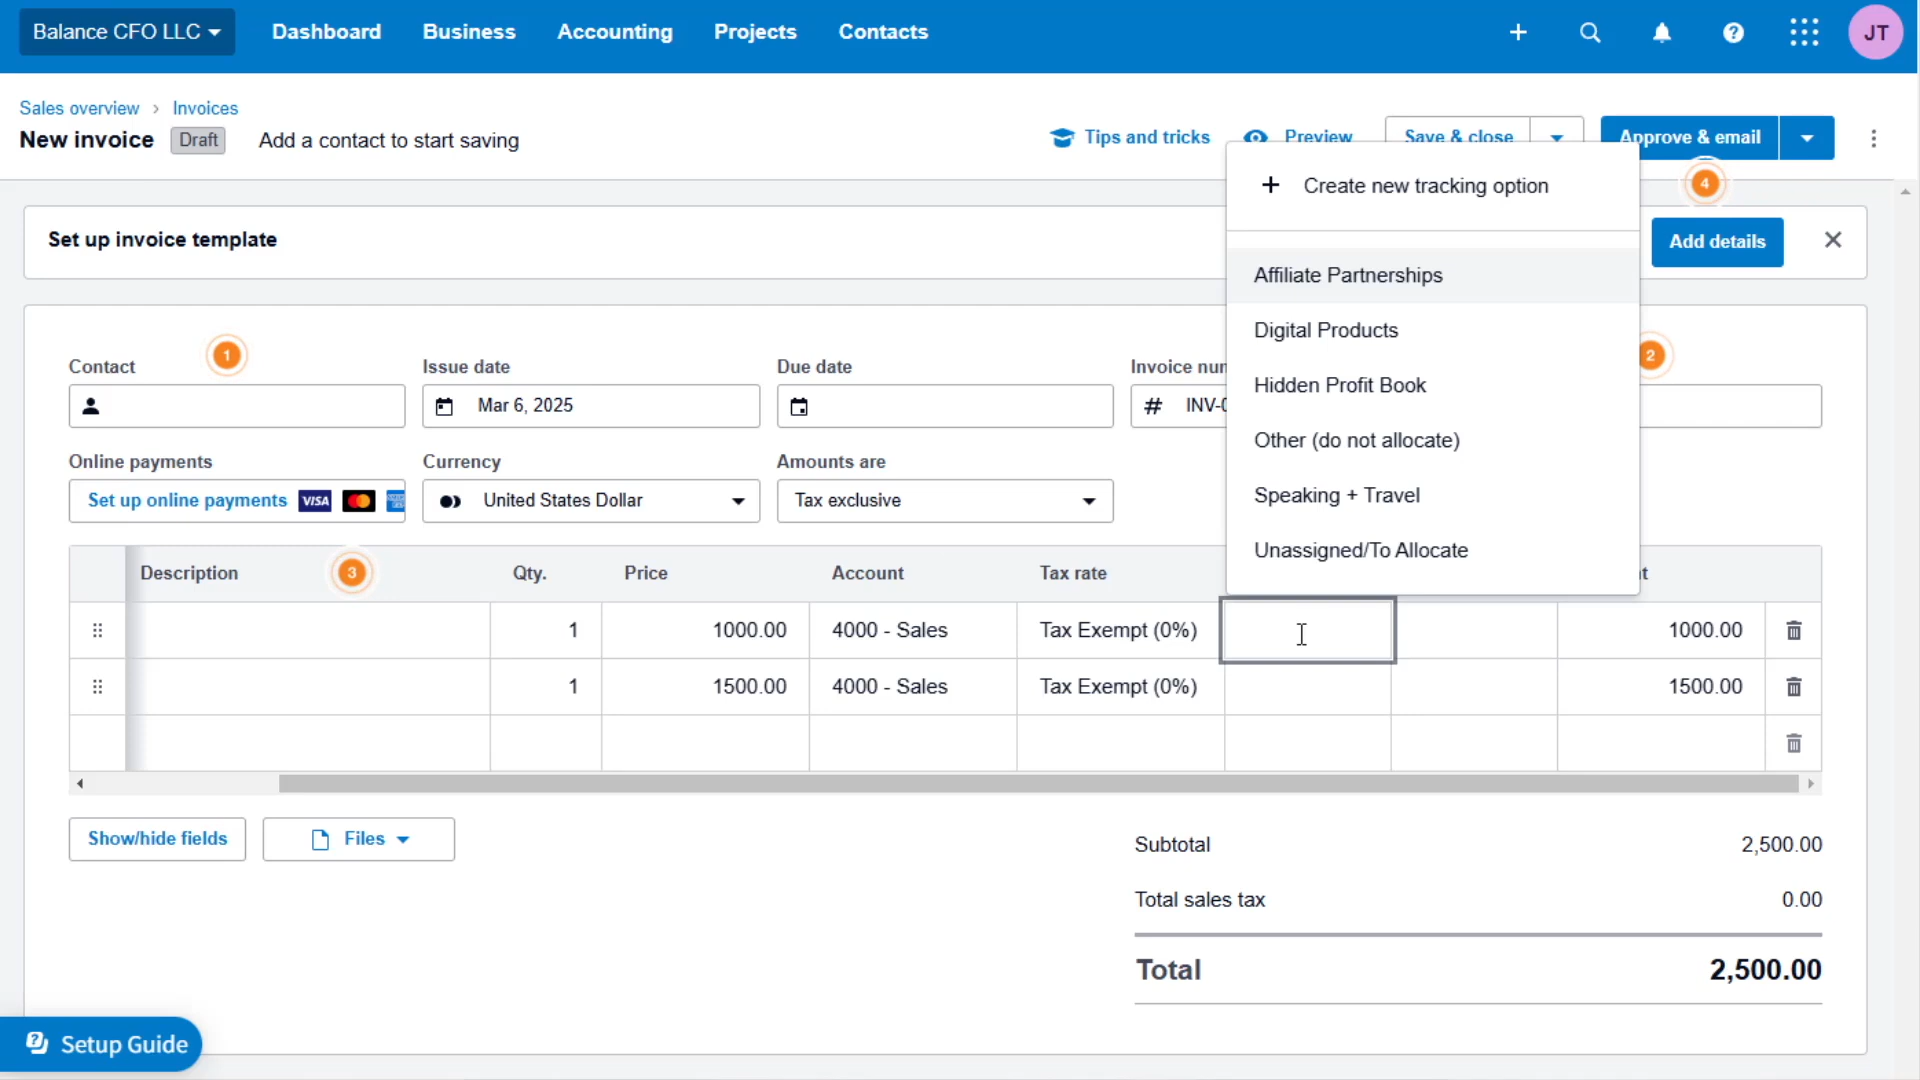 Balance CFO LLC
Dashboard
Business
Accounting
Projects
Contacts
JT
Sales overview › Invoices
New invoice
Draft
Add a contact to start saving
Tips and tricks
Preview
Save & close
Approve & email
4
Set up invoice template
Add details
Create new tracking option
Affiliate Partnerships
Digital Products
Hidden Profit Book
Other (do not allocate)
Speaking + Travel
Unassigned/To Allocate
Contact
1
Issue date
Due date
Invoice nu
2
Mar 6, 2025
# INV-0
Online payments
Currency
Amounts are
Set up online payments
VISA
United States Dollar
Tax exclusive
Description
3
Qty.
Price
Account
Tax rate
t
1
1000.00
4000 - Sales
Tax Exempt (0%)
1000.00
1
1500.00
4000 - Sales
Tax Exempt (0%)
1500.00
Show/hide fields
Files
Subtotal
2,500.00
Total sales tax
0.00
Total
2,500.00
Setup Guide